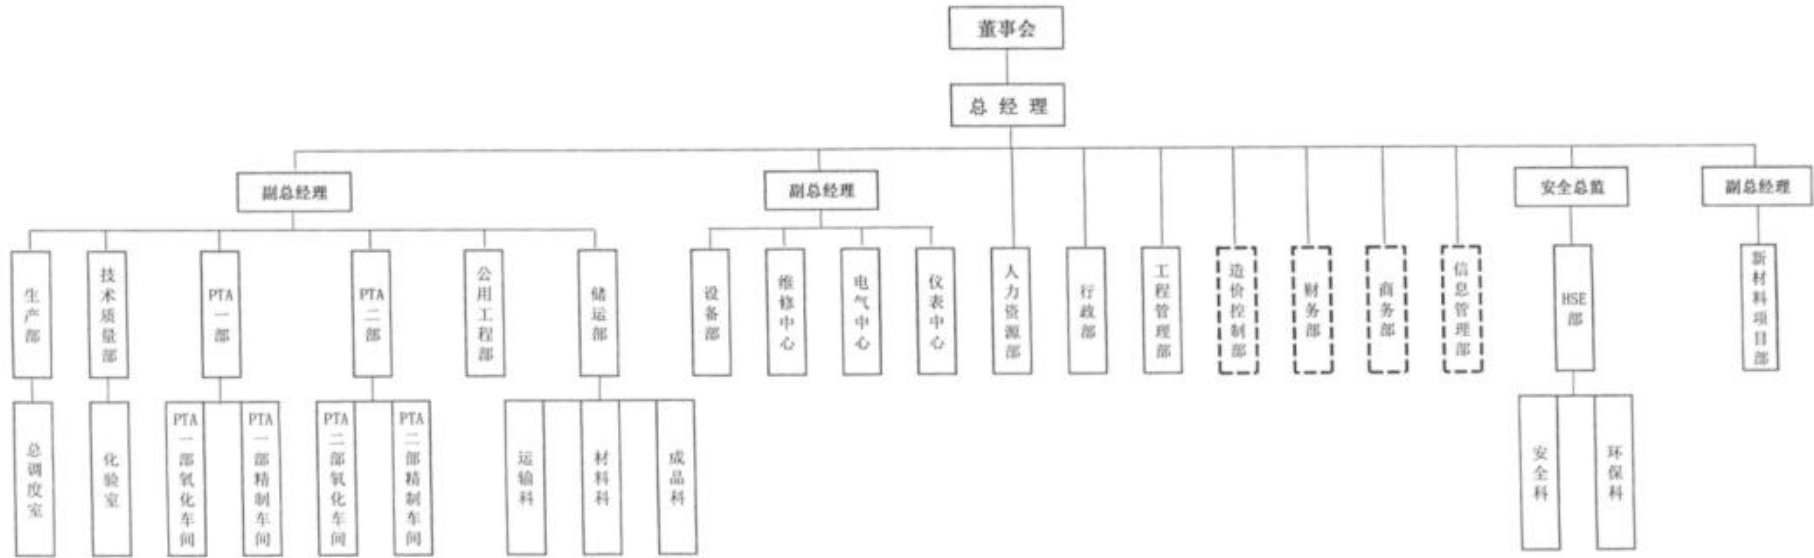 董事会
总 经 理
副总经理
副总经理
安全总监
副总经理
生产部
技术质量部
PTA一部
PTA二部
公用工程部
储运部
设备部
维修中心
电气中心
仪表中心
人力资源部
行政部
工程管理部
造价控制部
财务部
商务部
信息管理部
HSE部
新材料项目部
总调度室
化验室
PTA一部氧化车间
PTA一部精制车间
PTA二部氧化车间
PTA二部精制车间
运输科
材料科
成品科
安全科
环保科